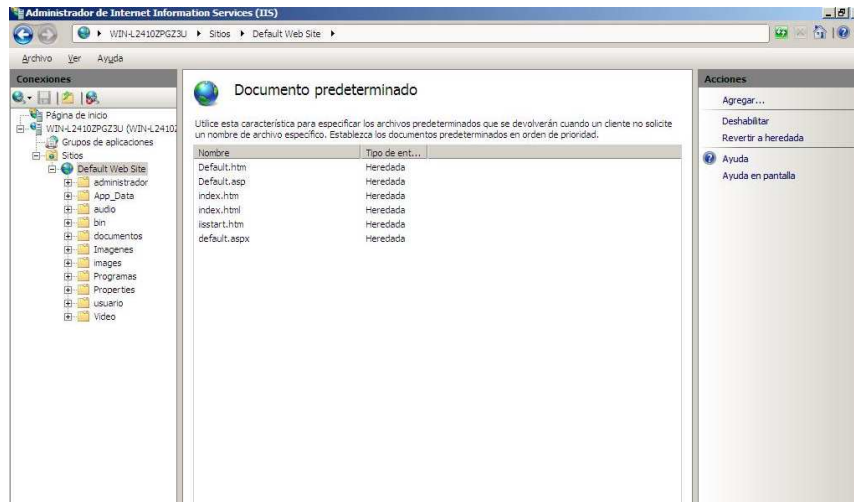 Administrador de Internet Information Services (IIS)
WIN-L2410ZPGZ3U Sitios Default Web Site
Archivo Ver Ayuda
Conexiones
Página de inicio
WIN-L2410ZPGZ3U (WIN-L2410Z
Grupos de aplicaciones
Sitios
Default Web Site
administrador
App_Data
audio
bin
documentos
Imagenes
images
Programas
Properties
usuario
Video
Documento predeterminado
Utilice esta característica para especificar los archivos predeterminados que se devolverán cuando un cliente no solicite
un nombre de archivo específico. Establezca los documentos predeterminados en orden de prioridad.
Nombre Tipo de ent...
Default.htm Heredada
Default.asp Heredada
index.htm Heredada
index.html Heredada
iisstart.htm Heredada
default.aspx Heredada
Acciones
Agregar...
Deshabilitar
Revertir a heredada
Ayuda
Ayuda en pantalla